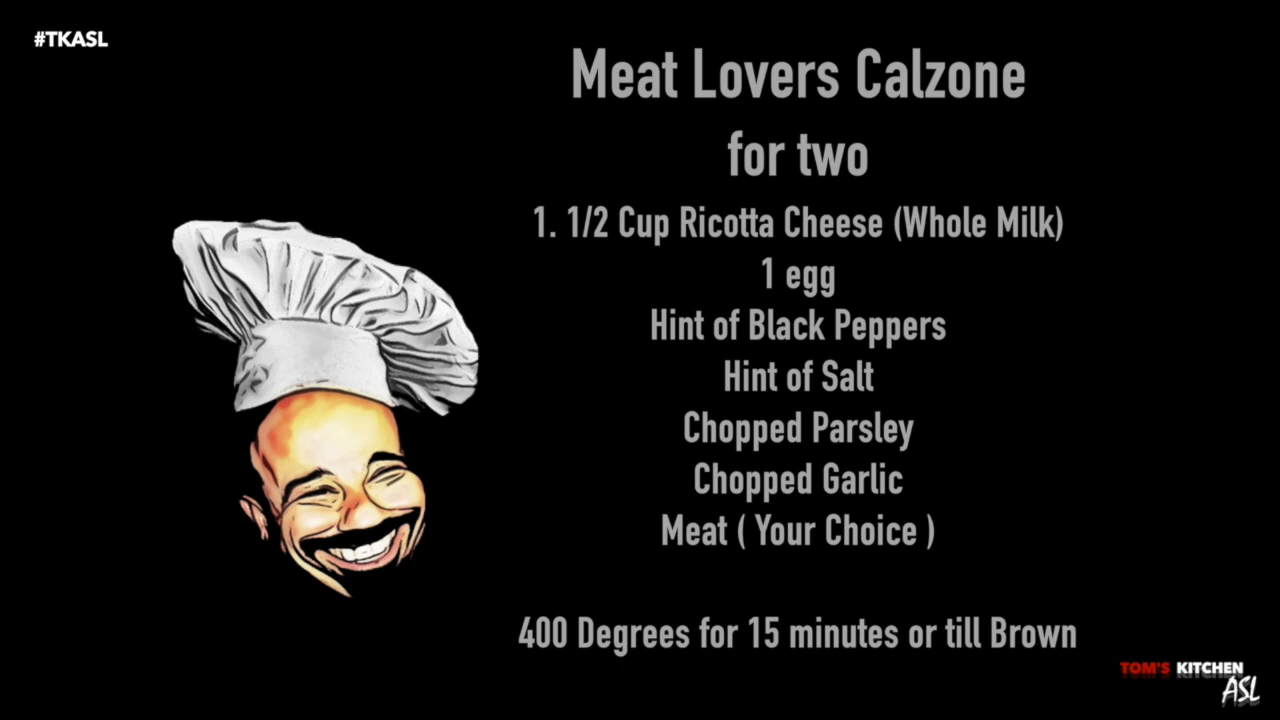 #TKASL
Meat Lovers Calzone
for two
1. 1/2 Cup Ricotta Cheese (Whole Milk)
1 egg
Hint of Black Peppers
Hint of Salt
Chopped Parsley
Chopped Garlic
Meat ( Your Choice )
400 Degrees for 15 minutes or till Brown
TOM'S KITCHEN
ASL